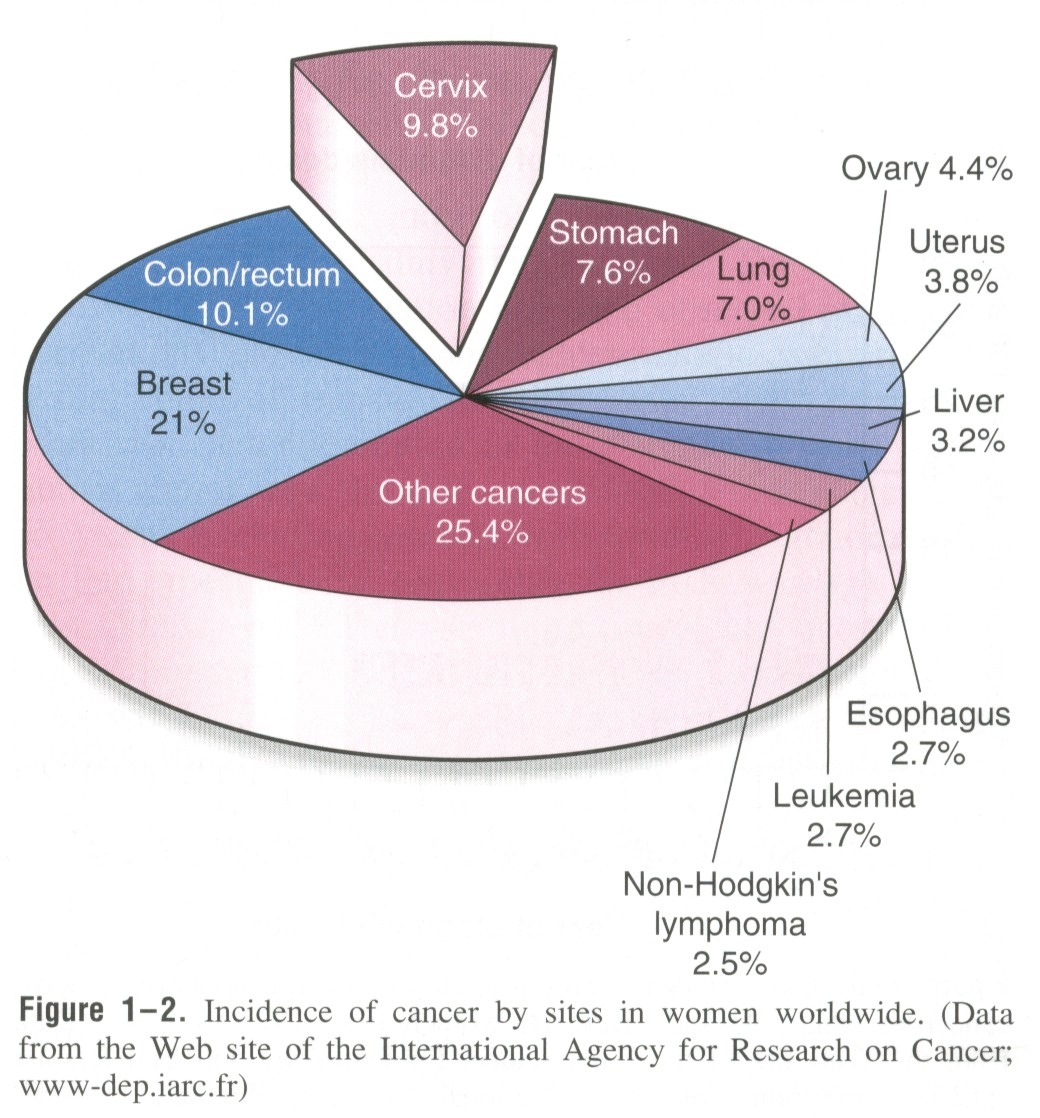 Cervix
9.8%
Stomach
7.6%
Lung
7.0%
Ovary 4.4%
Uterus
3.8%
Liver
3.2%
Esophagus
2.7%
Leukemia
2.7%
Non-Hodgkin's
lymphoma
2.5%
Other cancers
25.4%
Breast
21%
Colon/rectum
10.1%
Figure 1–2. Incidence of cancer by sites in women worldwide. (Data
from the Web site of the International Agency for Research on Cancer;
www-dep.iarc.fr)